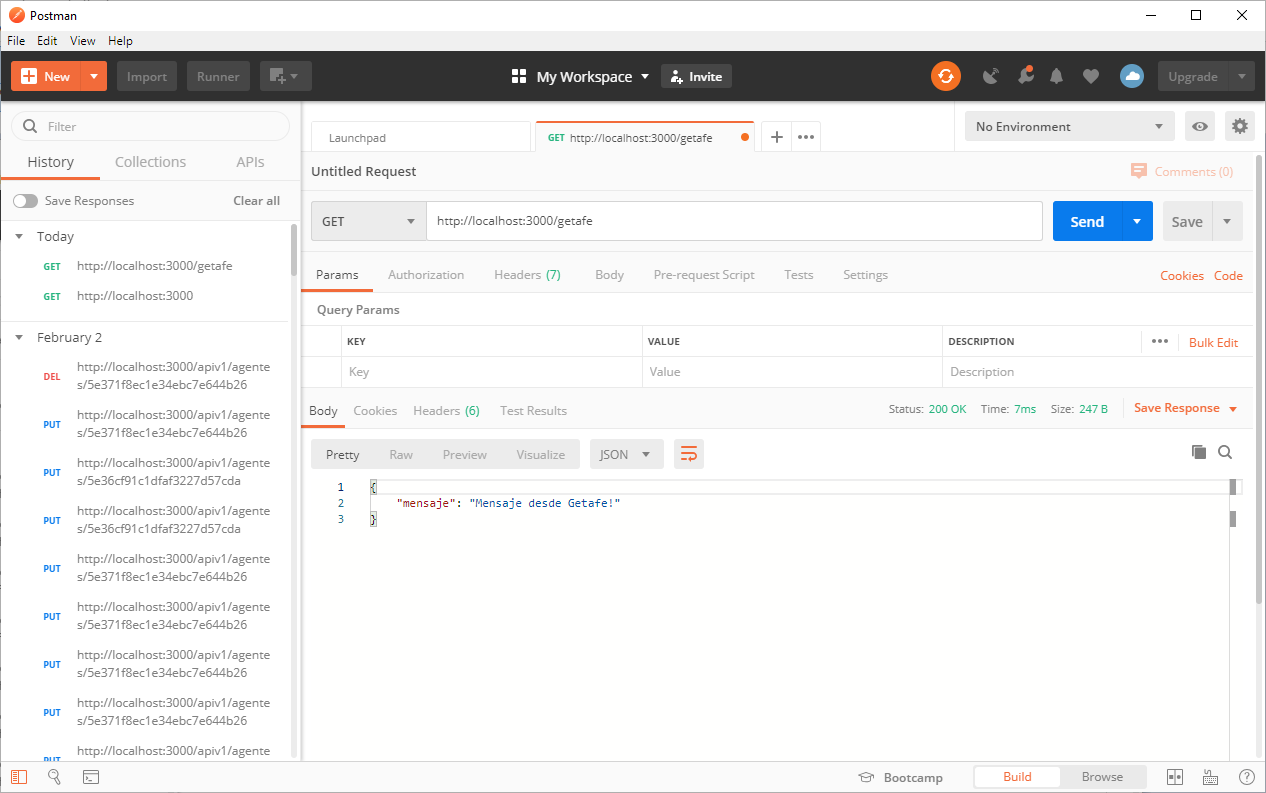 Postman
File Edit View Help
New Import Runner My Workspace Invite Upgrade
Filter
History Collections APIs
Save Responses Clear all
Today
GET http://localhost:3000/getafe
GET http://localhost:3000
February 2
DEL http://localhost:3000/apiv1/agente
s/5e371f8ec1e34ebc7e644b26
PUT http://localhost:3000/apiv1/agente
s/5e371f8ec1e34ebc7e644b26
PUT http://localhost:3000/apiv1/agente
s/5e36cf91c1dfaf3227d57cda
PUT http://localhost:3000/apiv1/agente
s/5e36cf91c1dfaf3227d57cda
PUT http://localhost:3000/apiv1/agente
s/5e371f8ec1e34ebc7e644b26
PUT http://localhost:3000/apiv1/agente
s/5e371f8ec1e34ebc7e644b26
PUT http://localhost:3000/apiv1/agente
s/5e371f8ec1e34ebc7e644b26
PUT http://localhost:3000/apiv1/agente
s/5e371f8ec1e34ebc7e644b26
PUT http://localhost:3000/apiv1/agente
Launchpad GET http://localhost:3000/getafe No Environment
Untitled Request Comments (0)
GET http://localhost:3000/getafe Send Save
Params Authorization Headers (7) Body Pre-request Script Tests Settings Cookies Code
Query Params
KEY VALUE DESCRIPTION Bulk Edit
Key Value Description
Body Cookies Headers (6) Test Results Status: 200 OK Time: 7ms Size: 247 B Save Response
Pretty Raw Preview Visualize JSON
1 {
2 "mensaje": "Mensaje desde Getafe!"
3 }
Bootcamp Build Browse